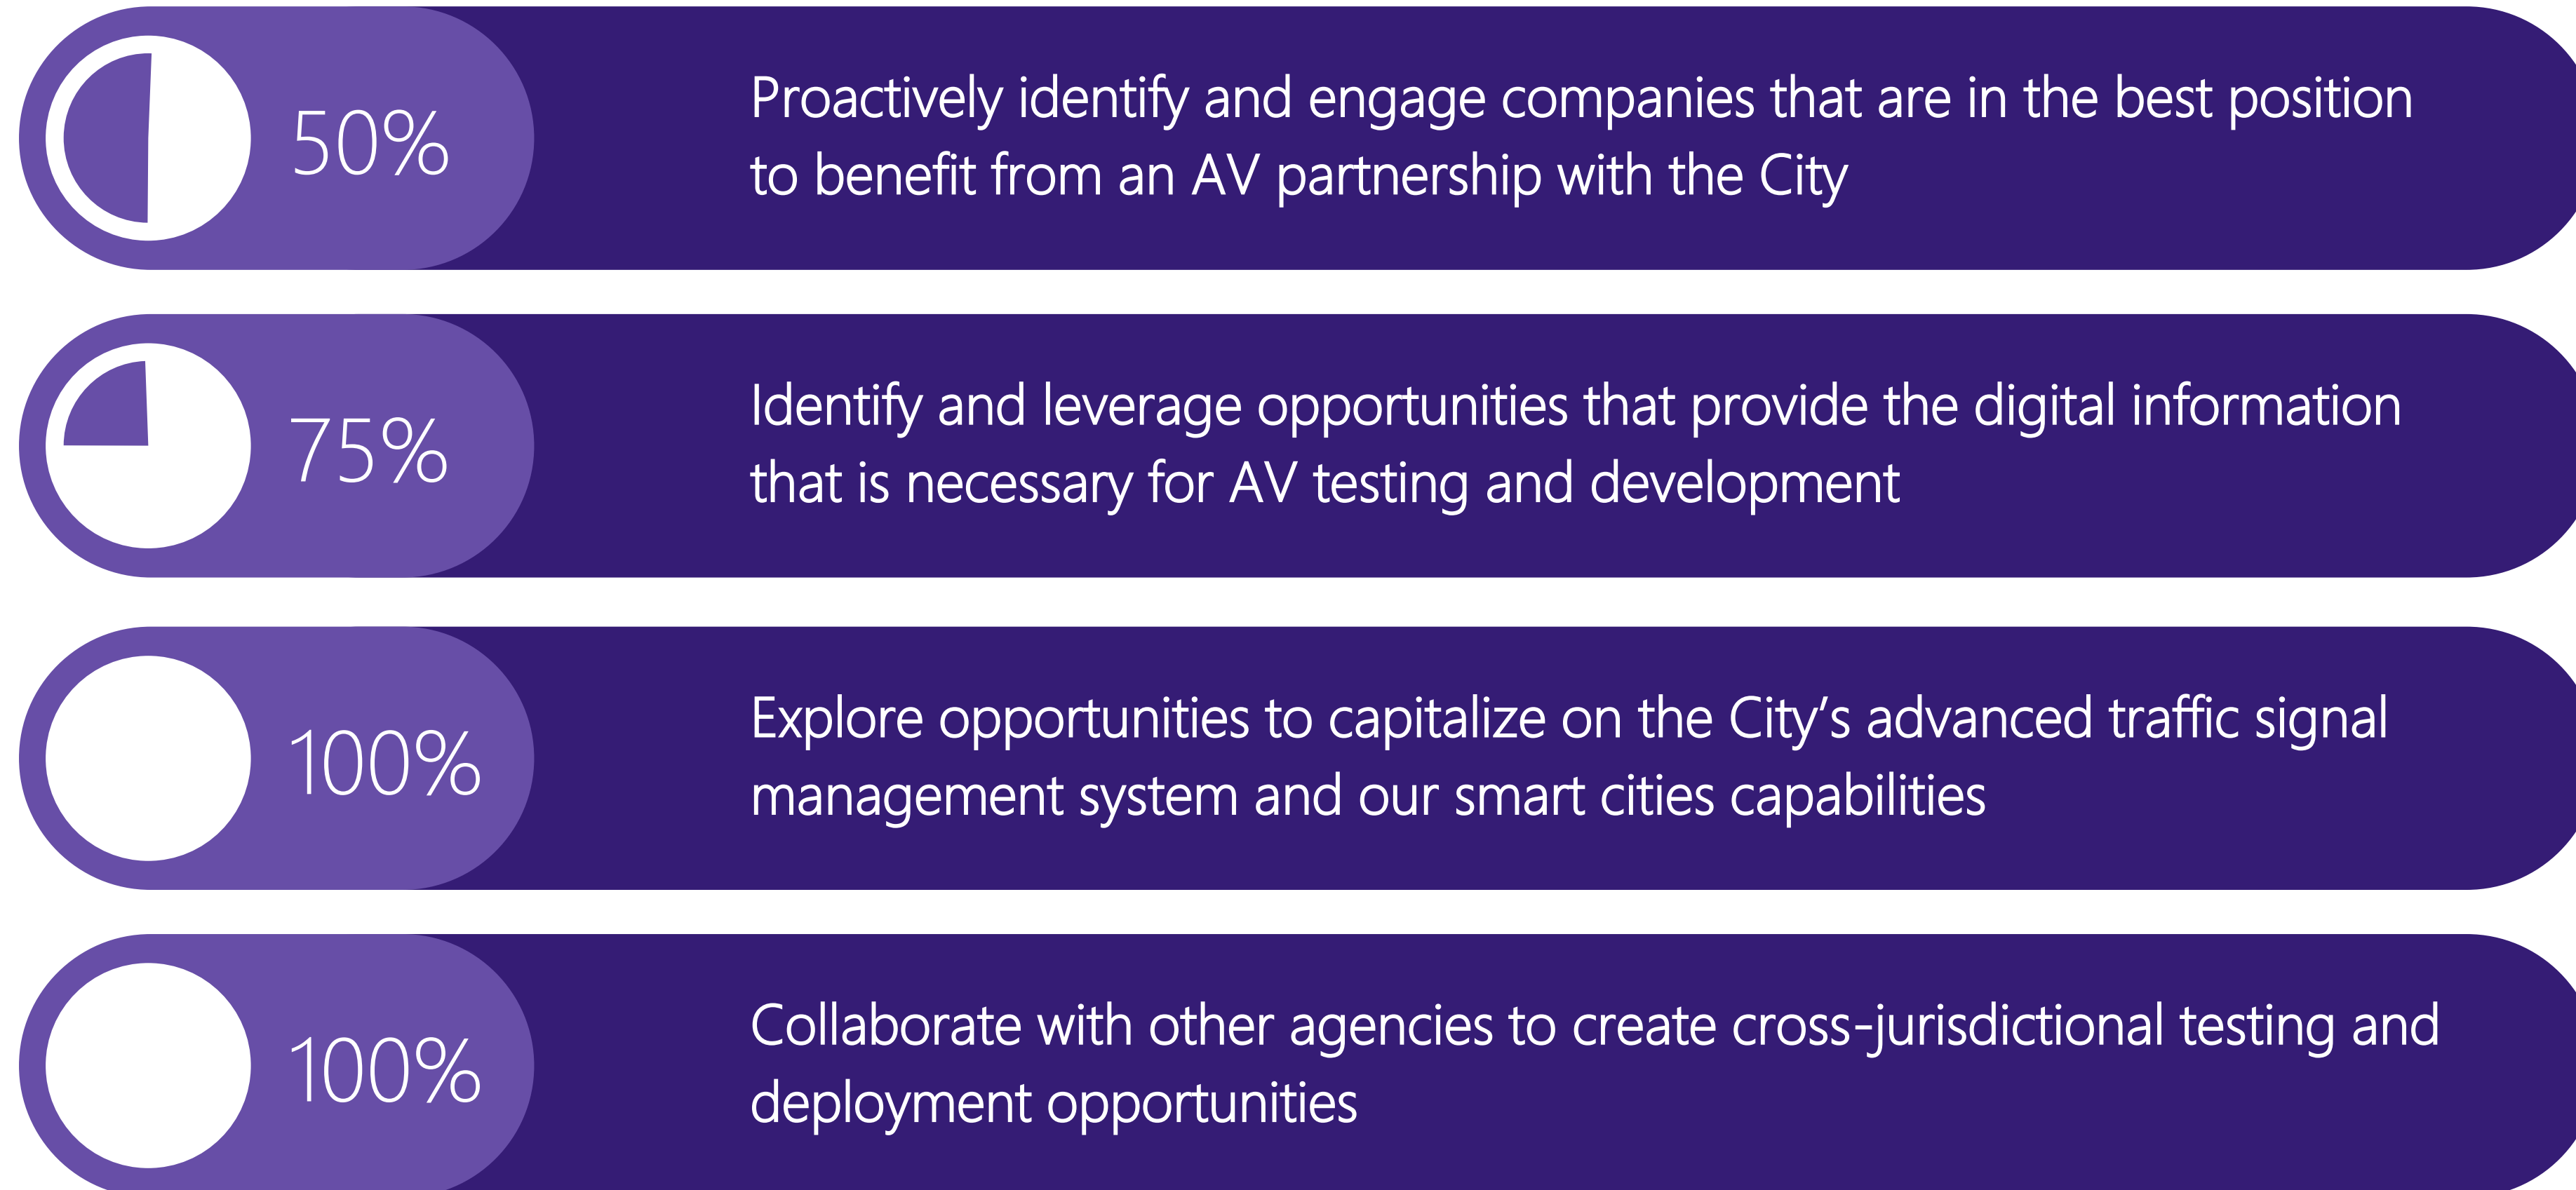 50%
Proactively identify and engage companies that are in the best position
to benefit from an AV partnership with the City
75%
Identify and leverage opportunities that provide the digital information
that is necessary for AV testing and development
100%
Explore opportunities to capitalize on the City’s advanced traffic signal
management system and our smart cities capabilities
100%
Collaborate with other agencies to create cross-jurisdictional testing and
deployment opportunities